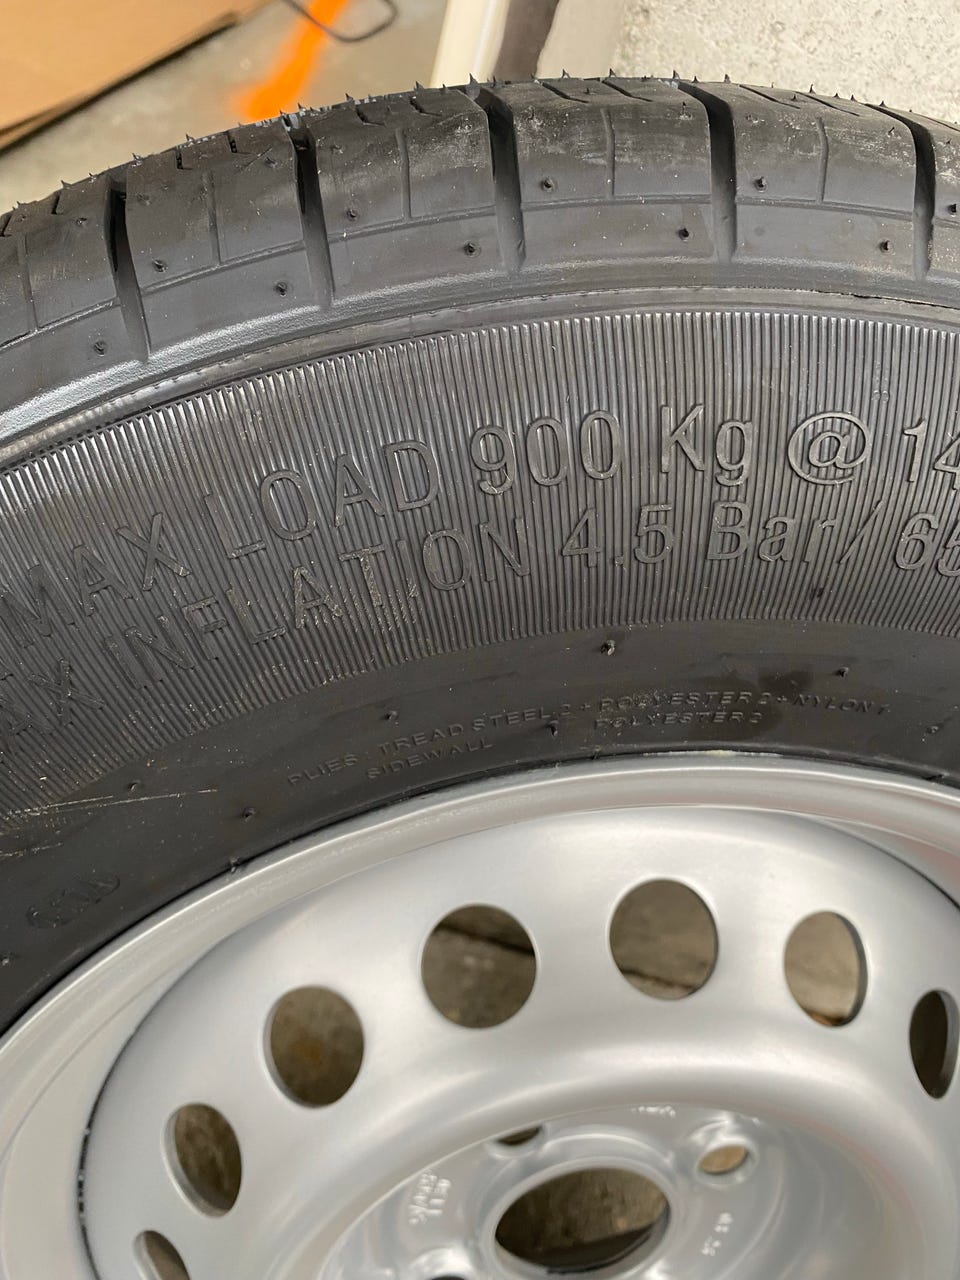 MAX LOAD 900 Kg @ 14
MAX INFLATION 4.5 Bar / 65
PLIES TREAD STEEL 2 + POLYESTER 2 + NYLON 1
SIDEWALL POLYESTER 2